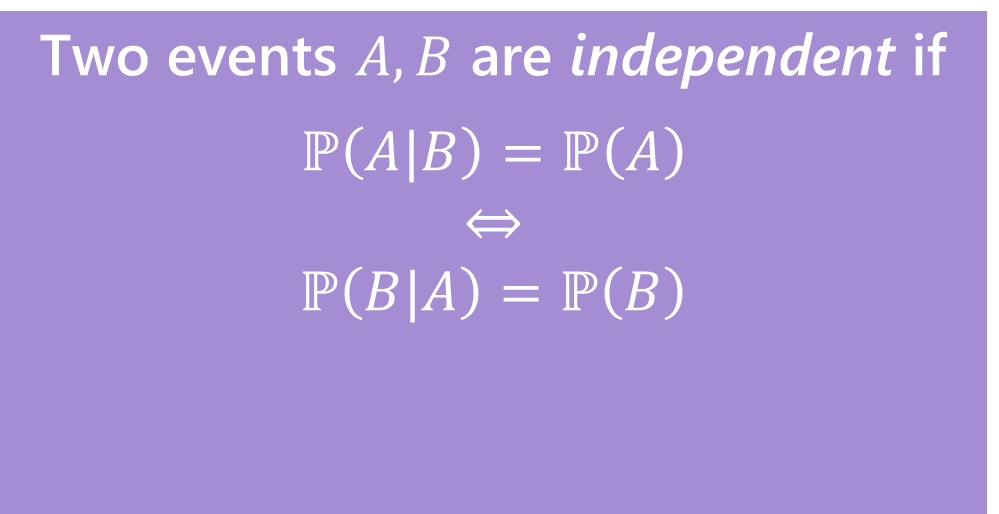 Two events 𝐴, 𝐵 are independent if
ℙ(𝐴|𝐵) = ℙ(𝐴)
⇔
ℙ(𝐵|𝐴) = ℙ(𝐵)